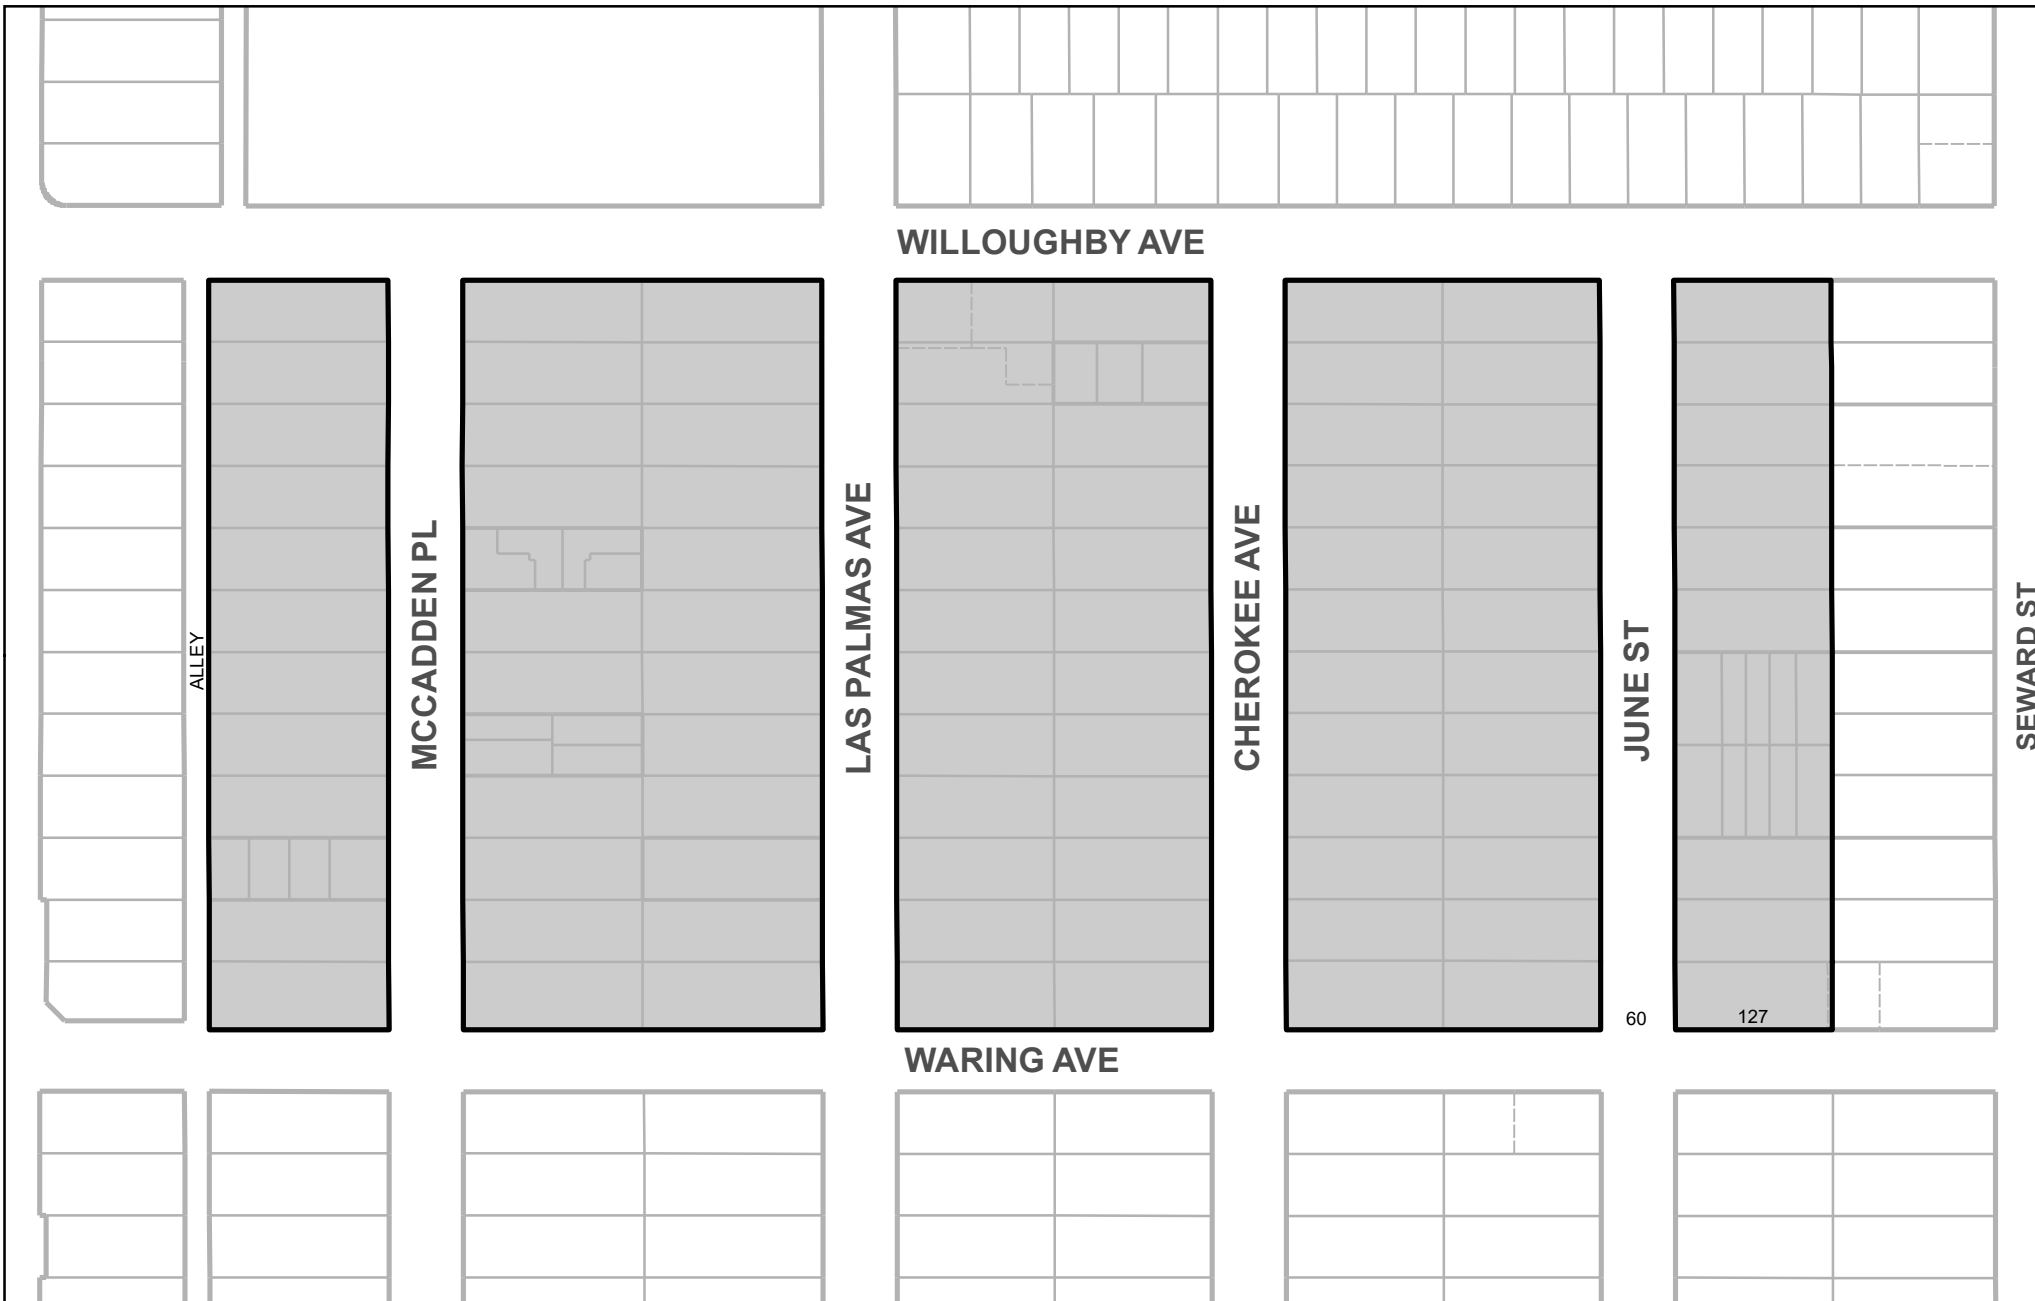 WILLOUGHBY AVE
ALLEY
MCCADDEN PL
LAS PALMAS AVE
CHEROKEE AVE
JUNE ST
SEWARD ST
60
127
WARING AVE